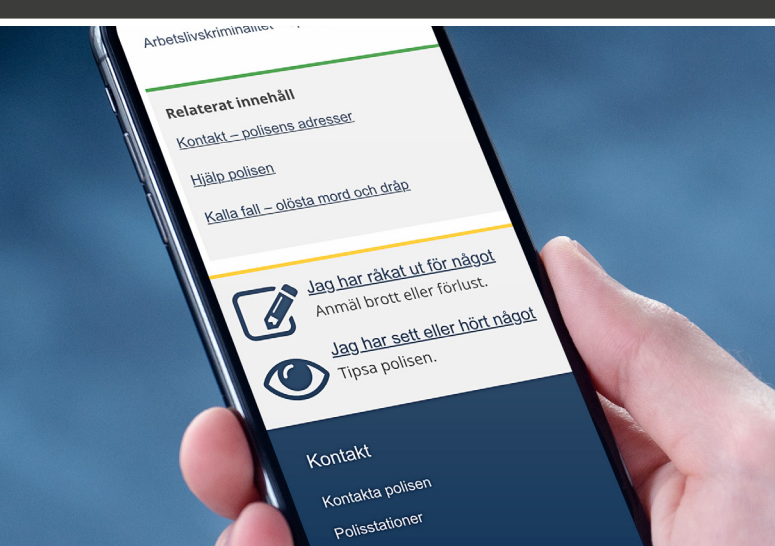 Arbetslivskriminalitet
Relaterat innehåll
Kontakt – polisens adresser
Hjälp polisen
Kalla fall – olösta mord och dråp
Jag har råkat ut för något
Anmäl brott eller förlust.
Jag har sett eller hört något
Tipsa polisen.
Kontakt
Kontakta polisen
Polisstationer